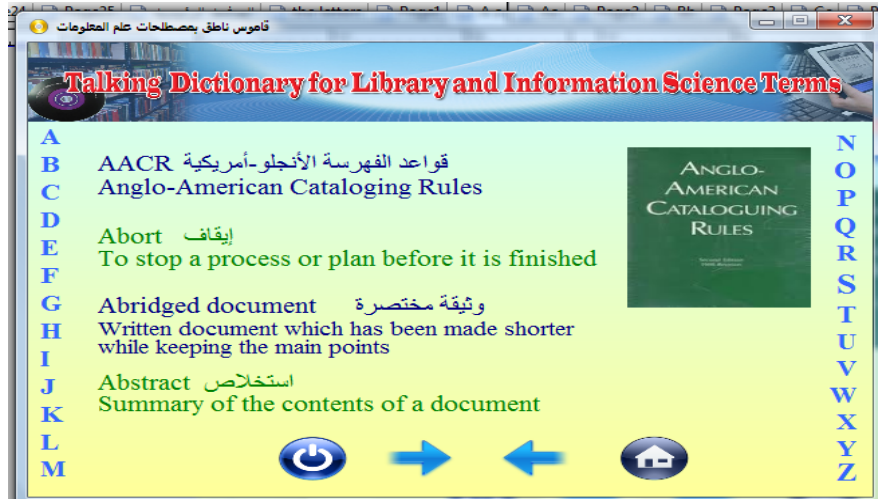 قاموس ناطق بمصطلحات علم المعلومات
Talking Dictionary for Library and Information Science Terms
A
B
C
D
E
F
G
H
I
J
K
L
M
AACR قواعد الفهرسة الأنجلو-أمريكية
Anglo-American Cataloging Rules
Abort إيقاف
To stop a process or plan before it is finished
Abridged document وثيقة مختصرة
Written document which has been made shorter
while keeping the main points
Abstract استخلاص
Summary of the contents of a document
ANGLO-
AMERICAN
CATALOGUING
RULES
N
O
P
Q
R
S
T
U
V
W
X
Y
Z